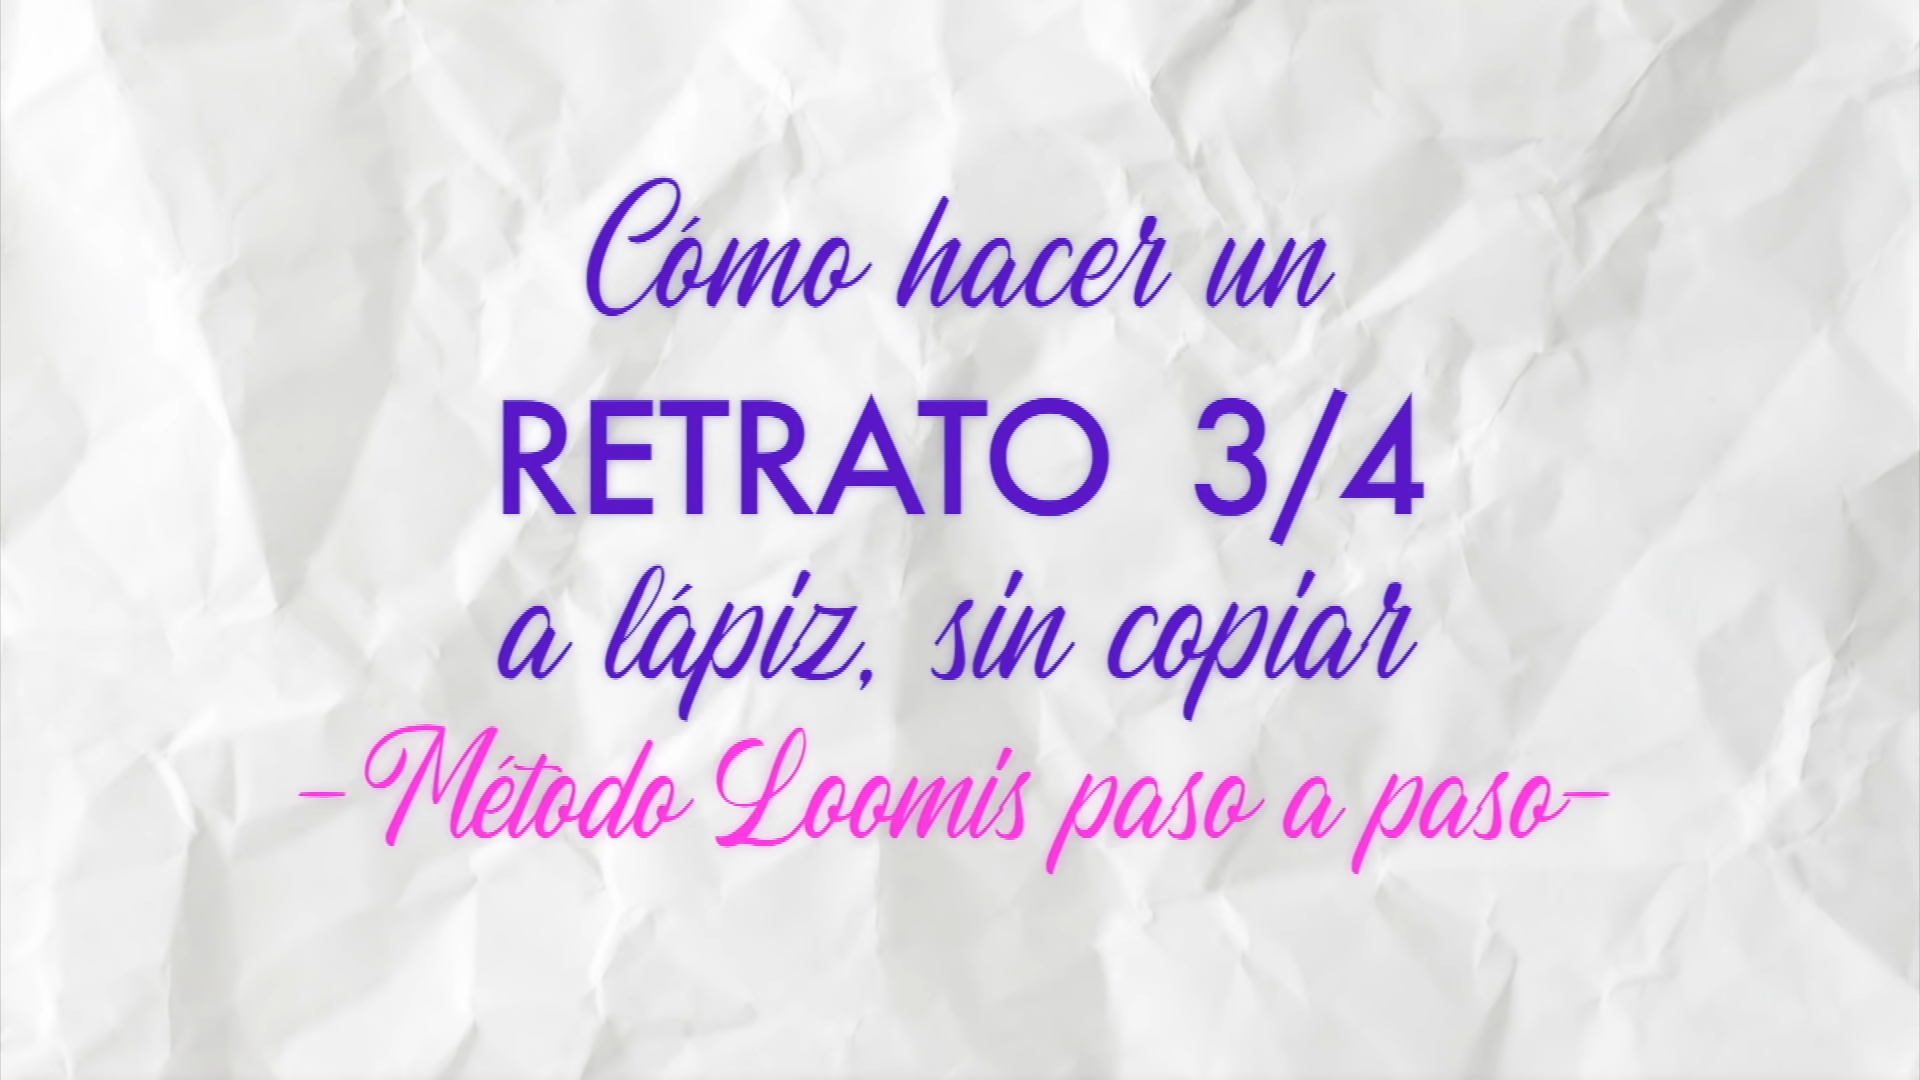 Cómo hacer un
RETRATO 3/4
a lápiz, sin copiar
-Método Loomis paso a paso-